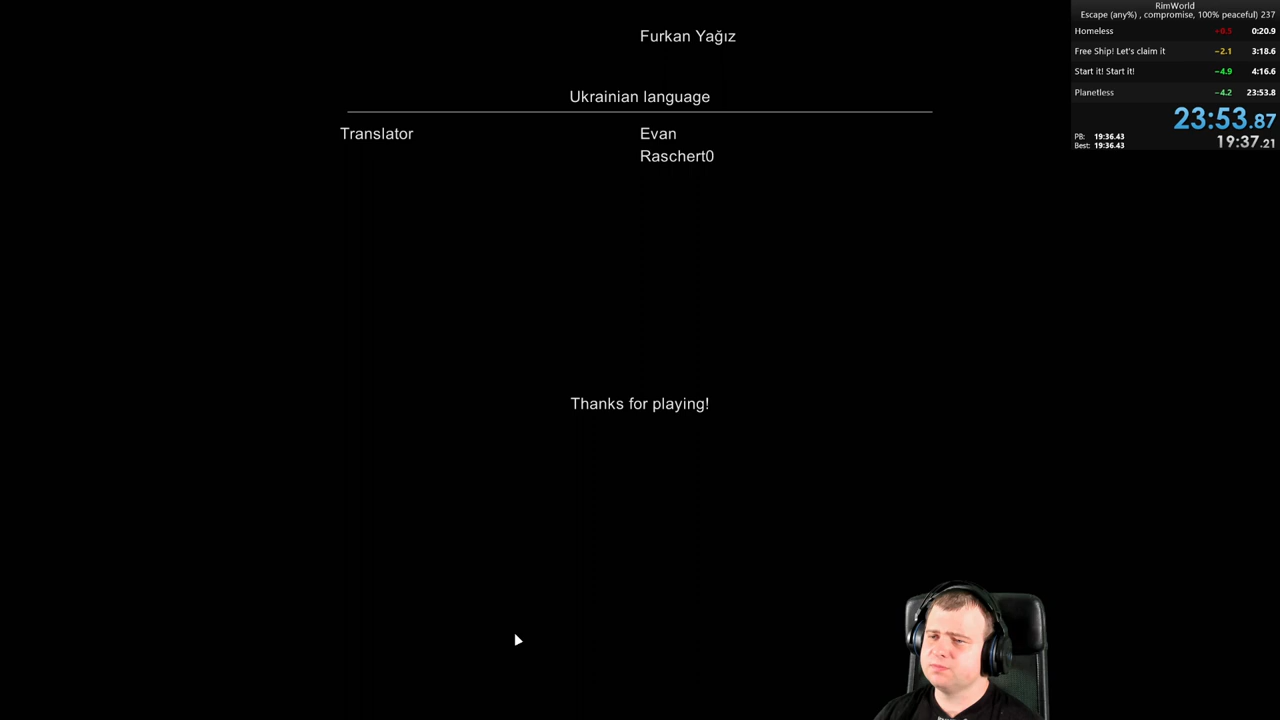 Furkan Yağız
Ukrainian language
Translator Evan
Raschert0
Thanks for playing!
RimWorld
Escape (any%) , compromise, 100% peaceful) 237
Homeless +0.5 0:20.9
Free Ship! Let's claim it −2.1 3:18.6
Start it! Start it! −4.9 4:16.6
Planetless −4.2 23:53.8
23:53.87
PB: 19:36.43
Best: 19:36.43
19:37.21